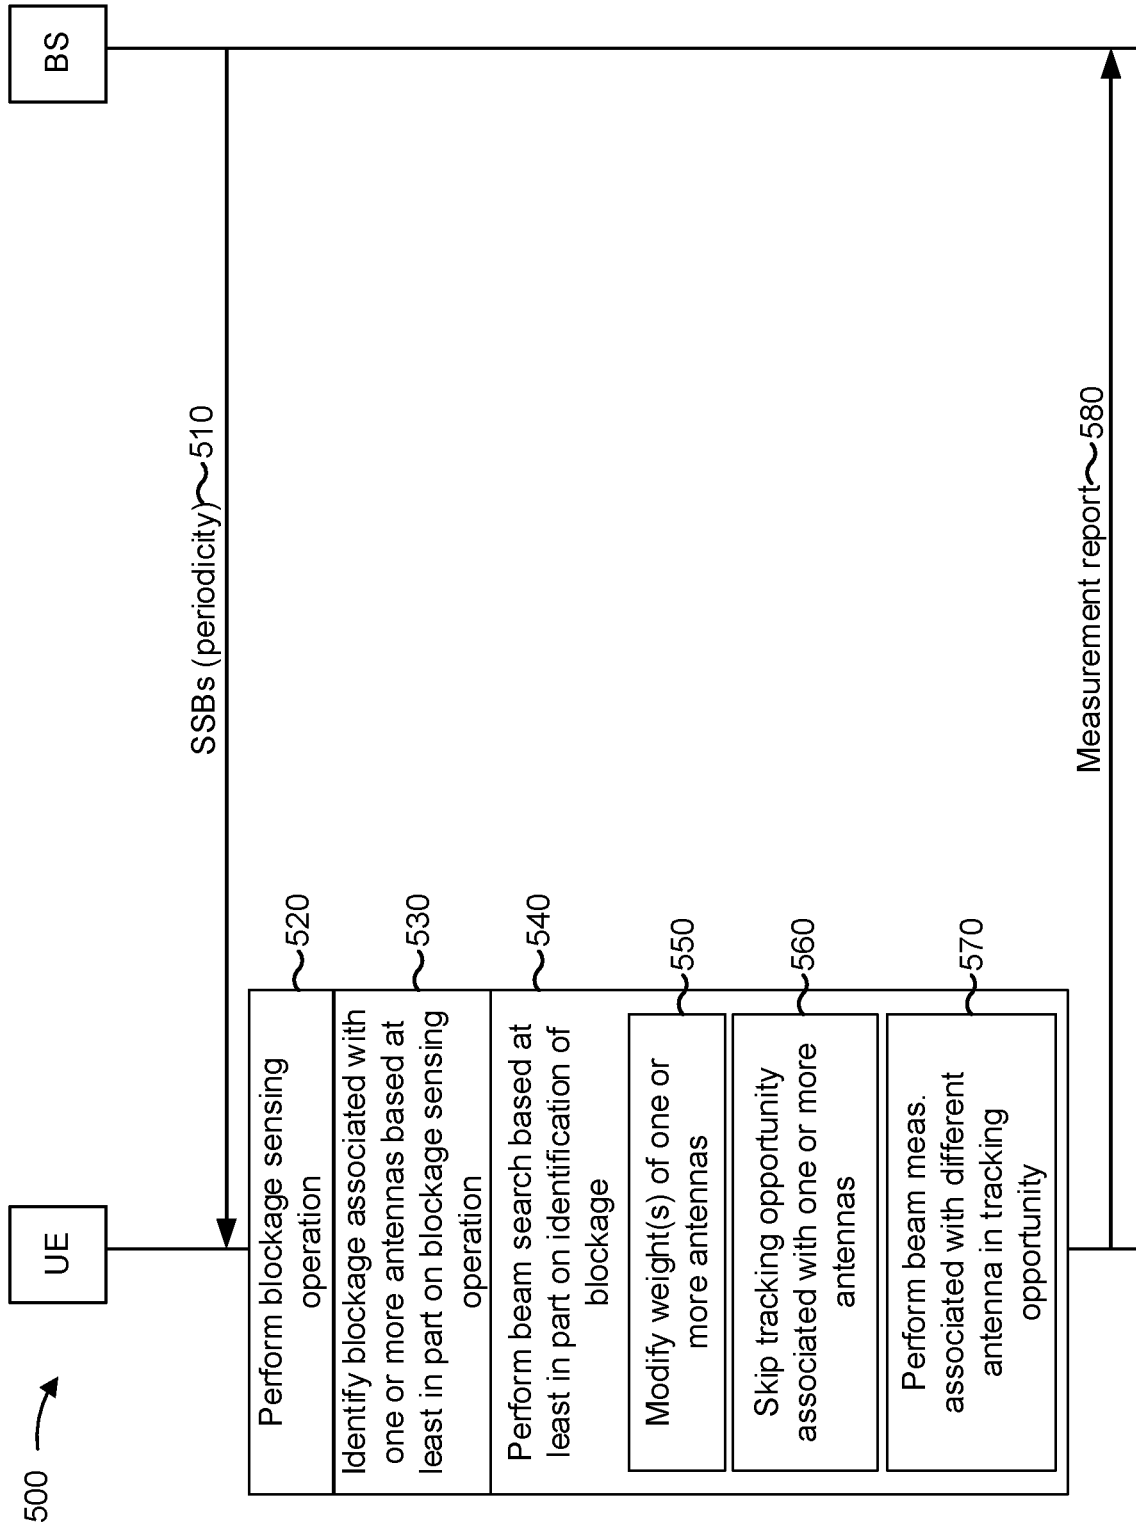 500
UE
BS
SSBs (periodicity)
510
Perform blockage sensing
operation
520
Identify blockage associated with
one or more antennas based at
least in part on blockage sensing
operation
530
Perform beam search based at
least in part on identification of
blockage
540
Modify weight(s) of one or
more antennas
550
Skip tracking opportunity
associated with one or more
antennas
560
Perform beam meas.
associated with different
antenna in tracking
opportunity
570
Measurement report
580